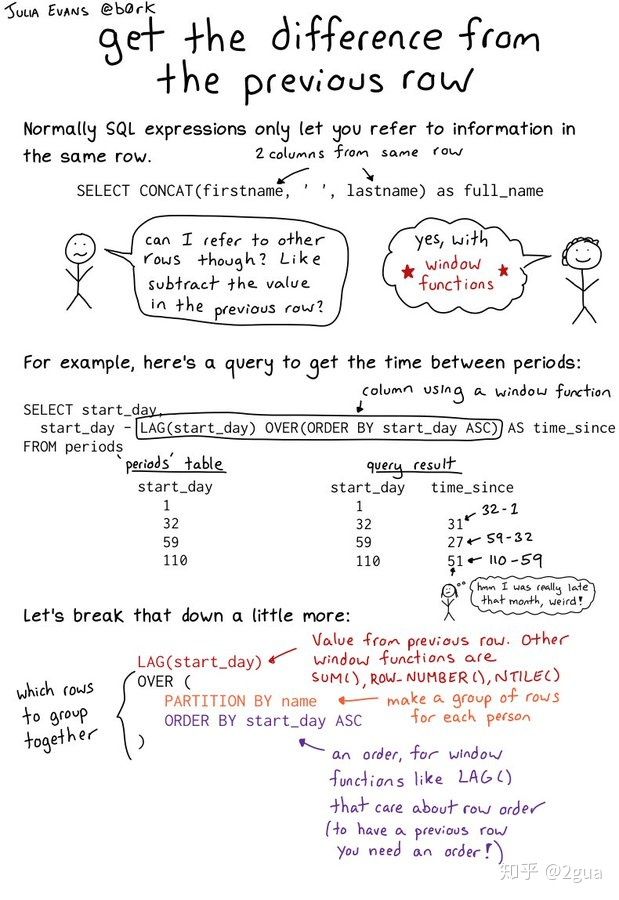 JULIA EVANS @b0rk
get the difference from
the previous row
Normally SQL expressions only let you refer to information in
the same row.
2 columns from same row
SELECT CONCAT(firstname, ' ', lastname) as full_name
can I refer to other
rows though? Like
subtract the value
in the previous row?
yes, with
★ window ★
functions
For example, here's a query to get the time between periods:
column using a window function
SELECT start_day,
start_day - LAG(start_day) OVER(ORDER BY start_day ASC) AS time_since
FROM periods
'periods' table
start_day
1
32
59
110
query result
start_day time_since
1
32 31 ← 32-1
59 27 ← 59-32
110 51 ← 110-59
hmm I was really late
that month, weird!
Let's break that down a little more:
LAG(start_day)
Value from previous row. Other
window functions are
SUM(), ROW_NUMBER(), NTILE()
which rows
to group
together
OVER (
PARTITION BY name
make a group of rows
for each person
ORDER BY start_day ASC
)
an order, for window
functions like LAG()
that care about row order
(to have a previous row
you need an order!)
知乎 @2gua